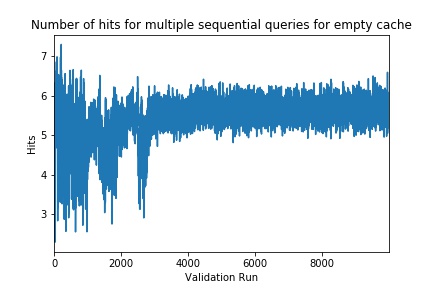 Number of hits for multiple sequential queries for empty cache
7
6
5
4
3
Hits
0 2000 4000 6000 8000
Validation Run